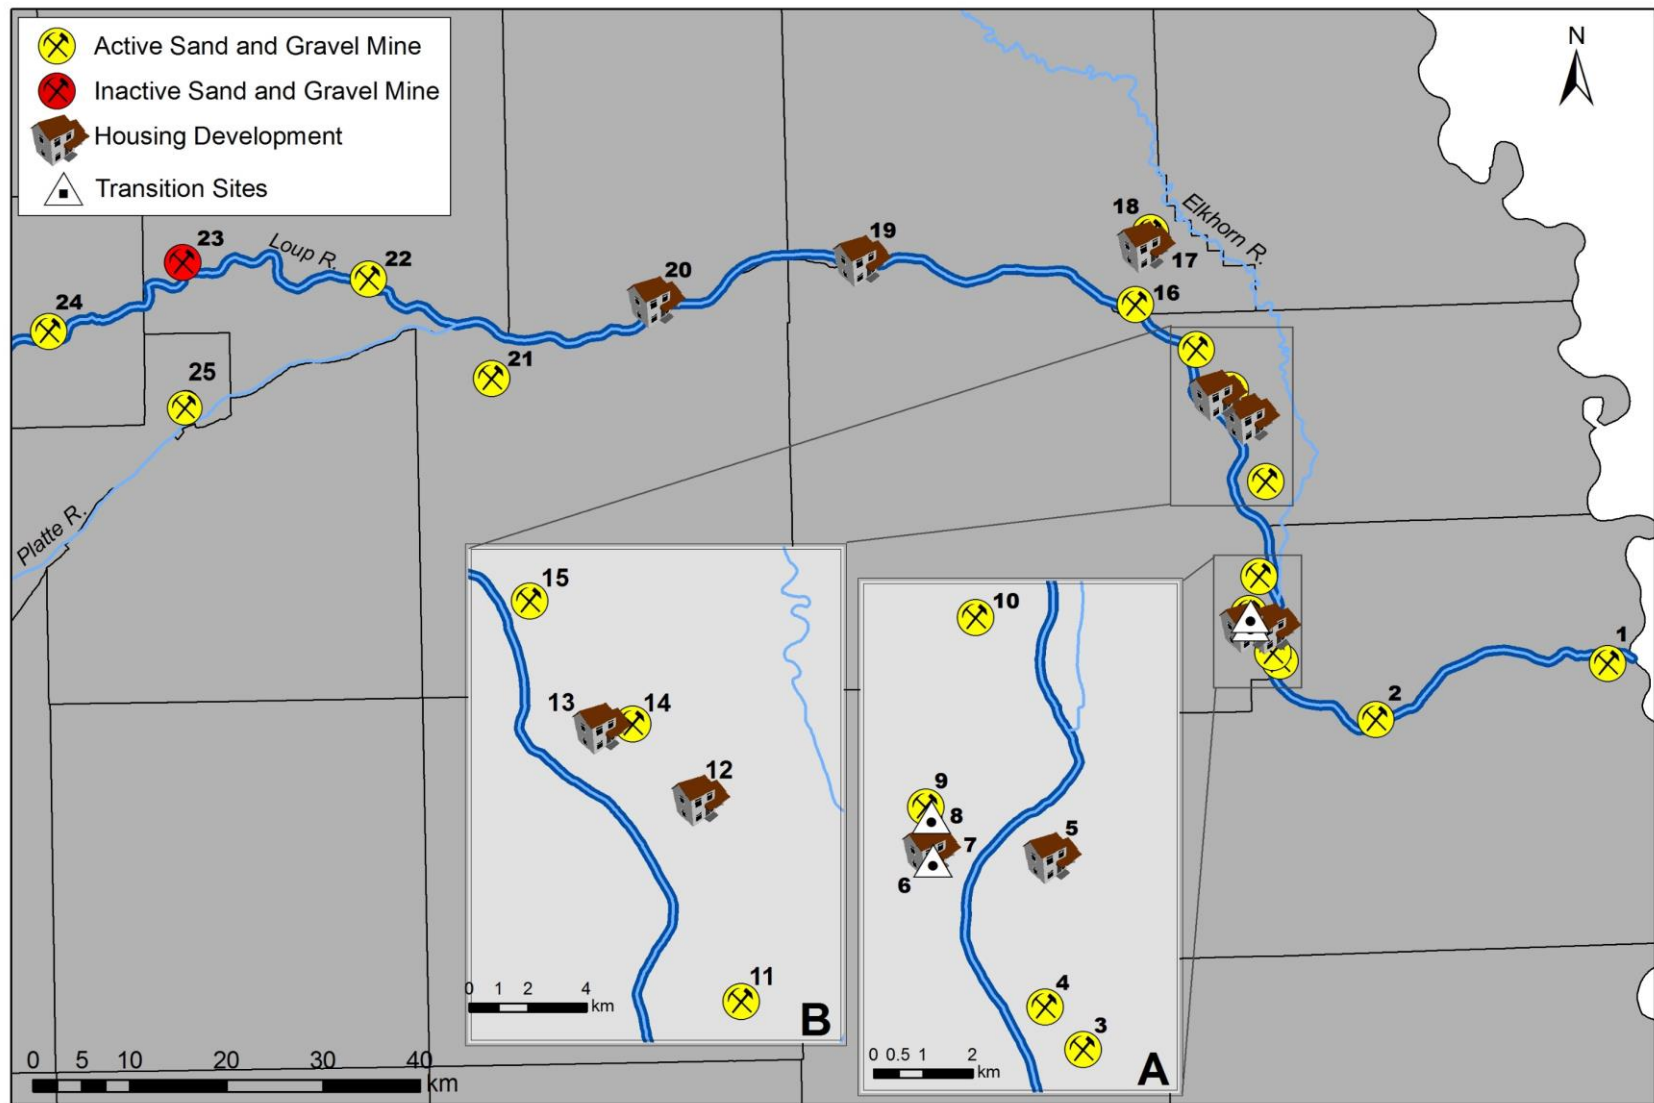 Active Sand and Gravel Mine
Inactive Sand and Gravel Mine
Housing Development
Transition Sites
N
18
17
Elkhorn R.
23
Loup R.
22
19
20
16
24
21
25
Platte R.
1
2
15
13
14
12
11
0 1 2 4
km
B
10
9
8
7
5
6
4
3
0 0.5 1 2
km
A
0 5 10 20 30 40
km